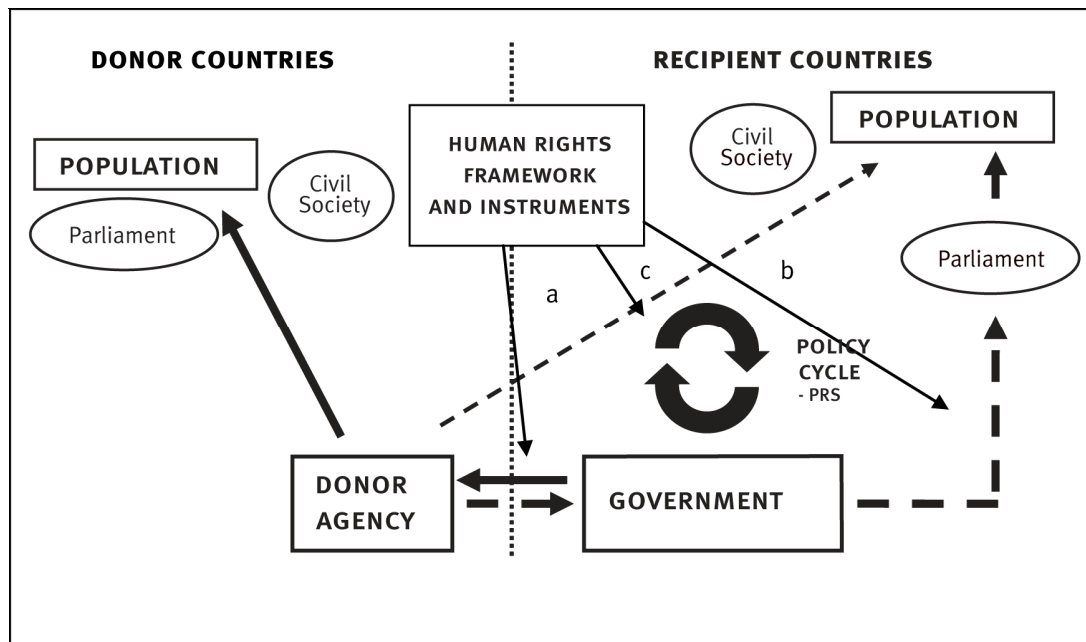 DONOR COUNTRIES
RECIPIENT COUNTRIES
POPULATION
Parliament
Civil
Society
HUMAN RIGHTS
FRAMEWORK
AND INSTRUMENTS
Civil
Society
POPULATION
Parliament
a
c
b
POLICY
CYCLE
- PRS
DONOR
AGENCY
GOVERNMENT